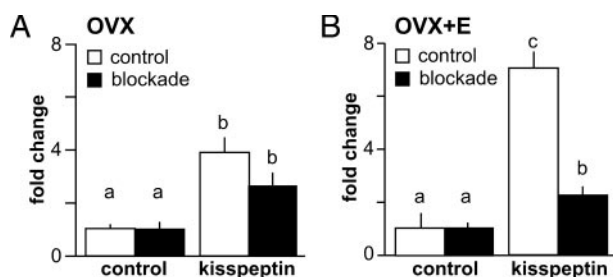 A OVX
8
4
0
fold change
control
blockade
a a b b
control kisspeptin
B OVX+E
8
4
0
fold change
control
blockade
a a c b
control kisspeptin